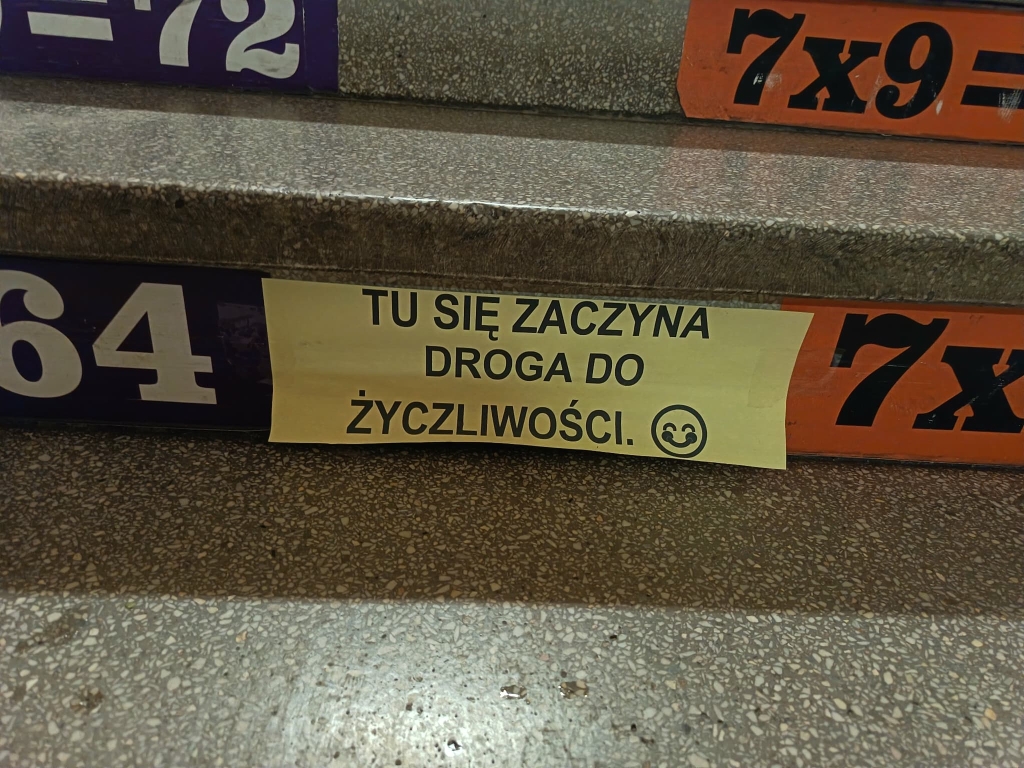 =72
7x9=
64
TU SIĘ ZACZYNA
DROGA DO
ŻYCZLIWOŚCI.
7x